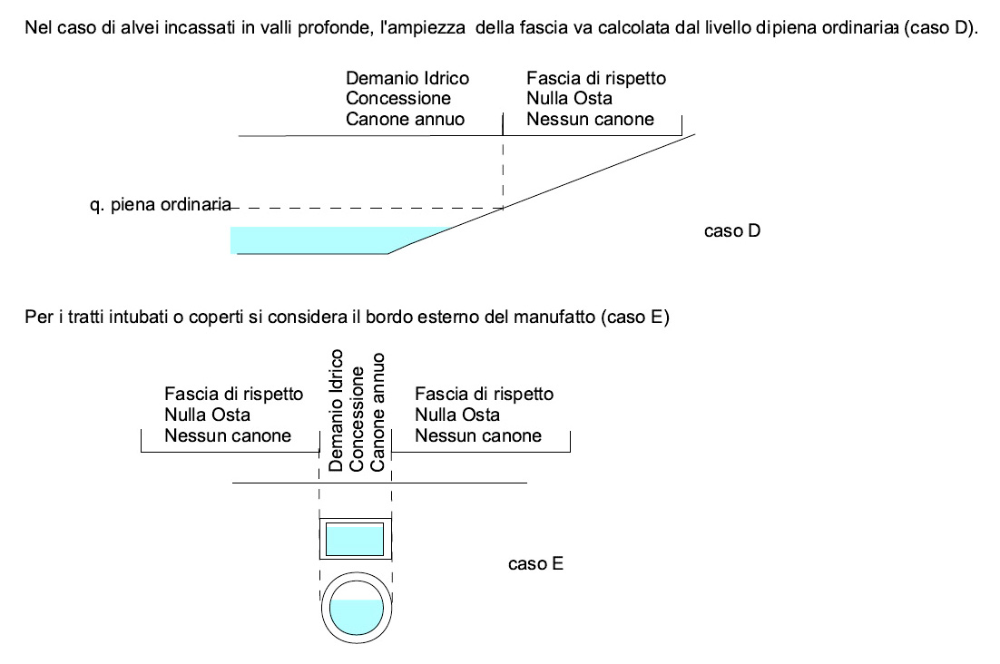 Nel caso di alvei incassati in valli profonde, l'ampiezza della fascia va calcolata dal livello dipiena ordinariaa (caso D).
Demanio Idrico
Concessione
Canone annuo
Fascia di rispetto
Nulla Osta
Nessun canone
q. piena ordinaria
caso D
Per i tratti intubati o coperti si considera il bordo esterno del manufatto (caso E)
Fascia di rispetto
Nulla Osta
Nessun canone
Demanio Idrico
Concessione
Canone annuo
Fascia di rispetto
Nulla Osta
Nessun canone
caso E